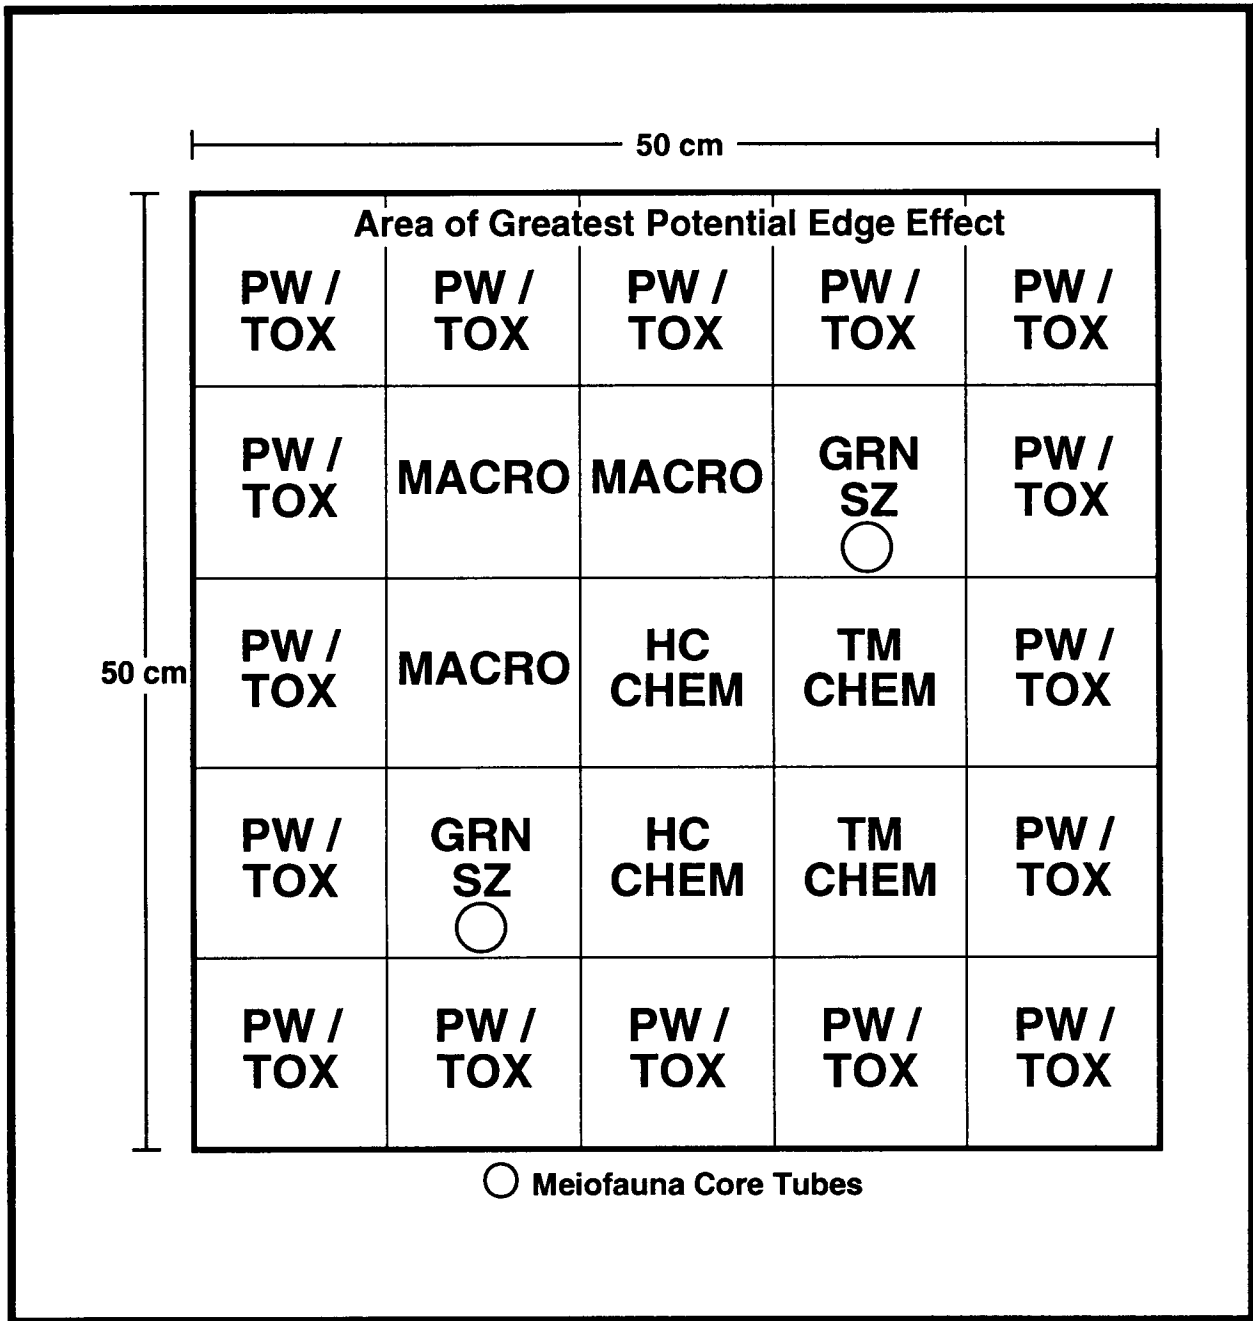 50 cm
Area of Greatest Potential Edge Effect
PW / PW / PW / PW / PW /
TOX TOX TOX TOX TOX
PW / MACRO MACRO GRN PW /
TOX SZ TOX
50 cm
PW / MACRO HC TM PW /
TOX CHEM CHEM TOX
PW / GRN HC TM PW /
TOX SZ CHEM CHEM TOX
PW / PW / PW / PW / PW /
TOX TOX TOX TOX TOX
Meiofauna Core Tubes